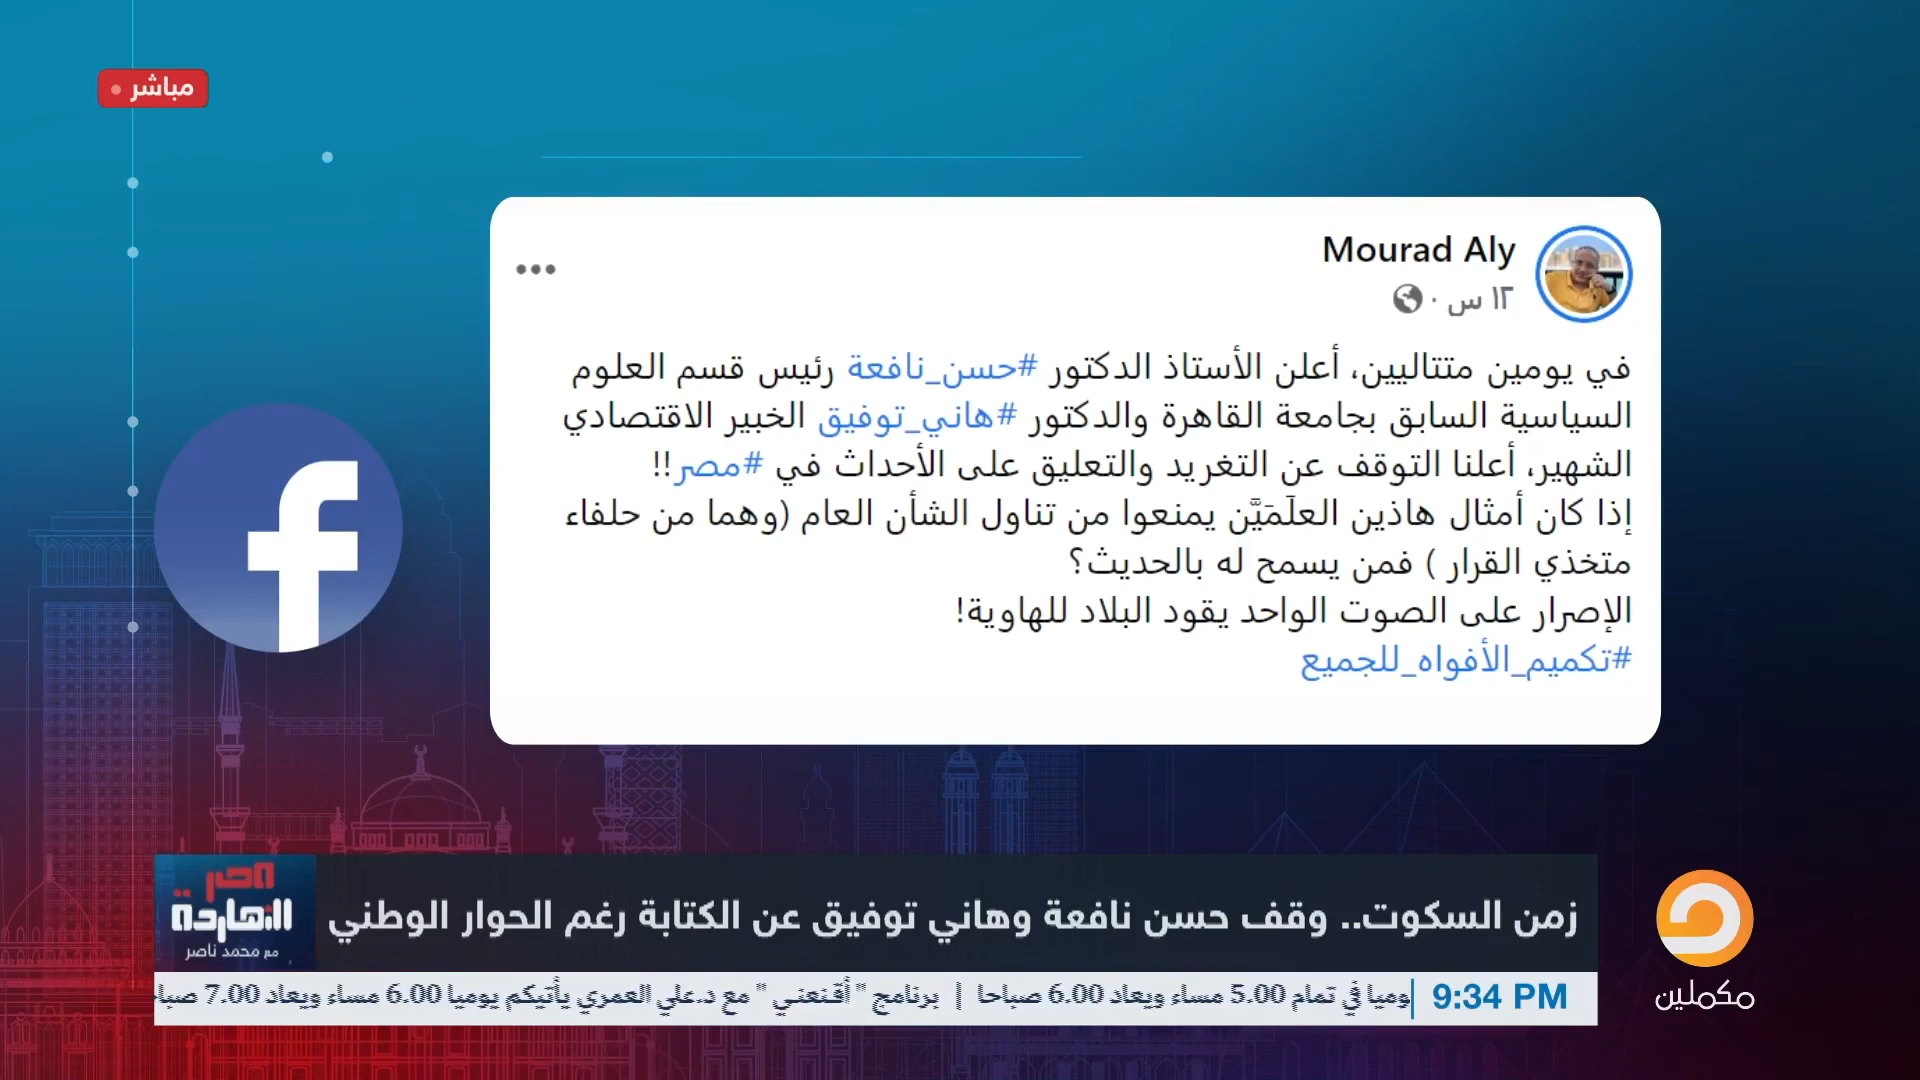 مباشر
Mourad Aly
١٣ س ·
في يومين متتاليين، أعلن الأستاذ الدكتور #حسن_نافعة رئيس قسم العلوم
السياسية السابق بجامعة القاهرة والدكتور #هاني_توفيق الخبير الاقتصادي
الشهير، أعلنا التوقف عن التغريد والتعليق على الأحداث في #مصر!!
إذا كان أمثال هاذين العلَمَيَّن يمنعوا من تناول الشأن العام (وهما من حلفاء
متخذي القرار ) فمن يسمح له بالحديث؟
الإصرار على الصوت الواحد يقود البلاد للهاوية!
#تكميم_الأفواه_للجميع
مصر
النهاردة
مع محمد ناصر
زمن السكوت.. وقف حسن نافعة وهاني توفيق عن الكتابة رغم الحوار الوطني
9:34 PM
وميا في تمام 5.00 مساء ويعاد 6.00 صباحا | برنامج " أقنعني " مع د.علي العمري يأتيكم يوميا 6.00 مساء ويعاد 7.00 صبا
مكملين